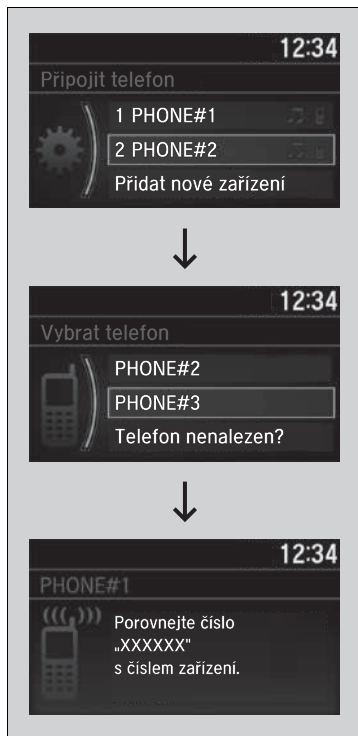 12:34
Připojit telefon
1 PHONE#1
2 PHONE#2
Přidat nové zařízení
12:34
Vybrat telefon
PHONE#2
PHONE#3
Telefon nenalezen?
12:34
PHONE#1
Porovnejte číslo
„XXXXXX"
s číslem zařízení.